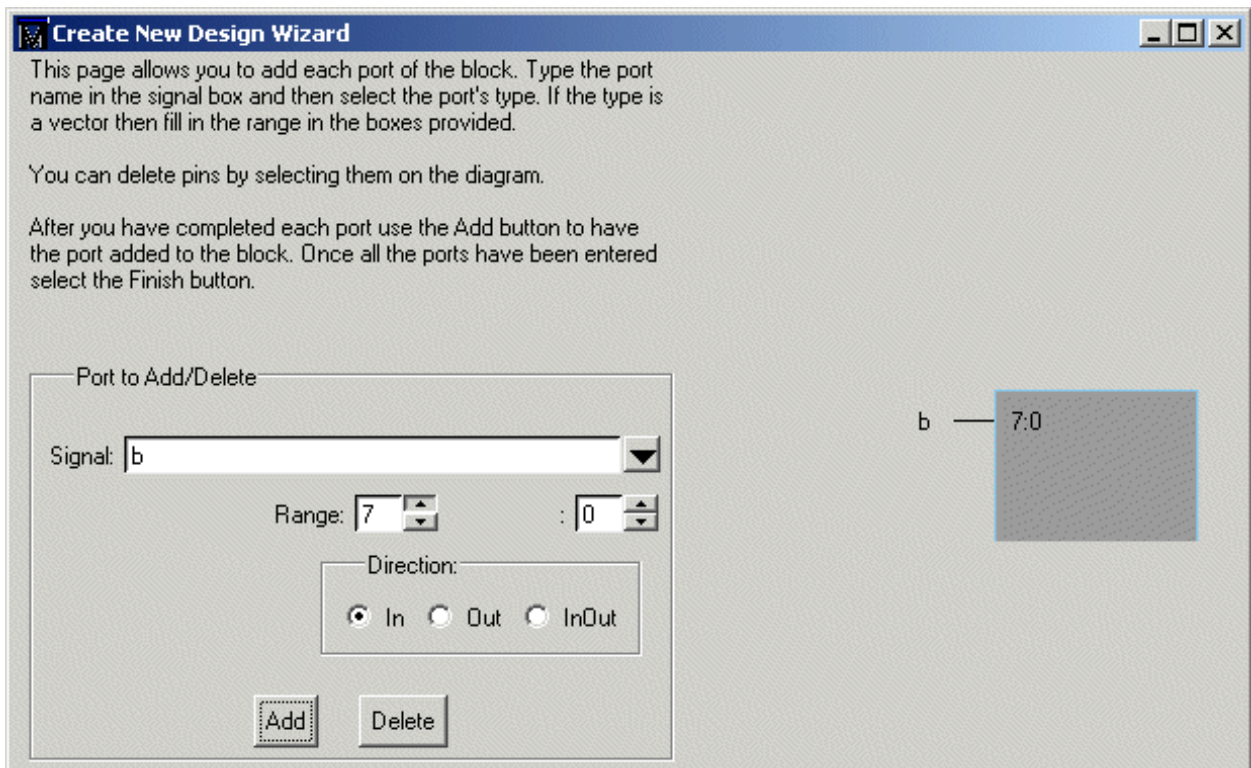 Create New Design Wizard
This page allows you to add each port of the block. Type the port
name in the signal box and then select the port's type. If the type is
a vector then fill in the range in the boxes provided.
You can delete pins by selecting them on the diagram.
After you have completed each port use the Add button to have
the port added to the block. Once all the ports have been entered
select the Finish button.
Port to Add/Delete
Signal: b
Range: 7 : 0
Direction:
In Out InOut
Add Delete
b 7:0